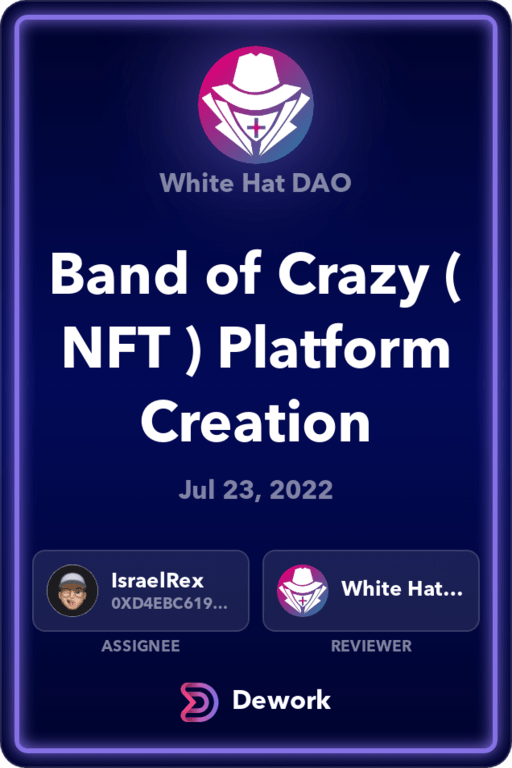 White Hat DAO
Band of Crazy (
NFT ) Platform
Creation
Jul 23, 2022
IsraelRex
0XD4EBC619...
White Hat...
ASSIGNEE
REVIEWER
Dework